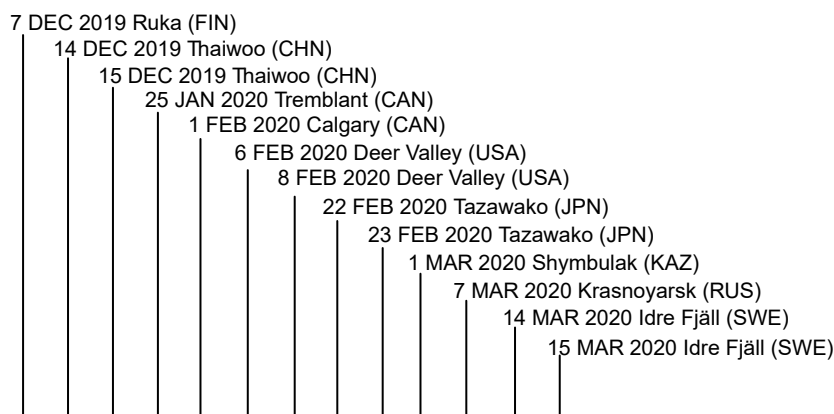 7 DEC 2019 Ruka (FIN)
14 DEC 2019 Thaiwoo (CHN)
15 DEC 2019 Thaiwoo (CHN)
25 JAN 2020 Tremblant (CAN)
1 FEB 2020 Calgary (CAN)
6 FEB 2020 Deer Valley (USA)
8 FEB 2020 Deer Valley (USA)
22 FEB 2020 Tazawako (JPN)
23 FEB 2020 Tazawako (JPN)
1 MAR 2020 Shymbulak (KAZ)
7 MAR 2020 Krasnoyarsk (RUS)
14 MAR 2020 Idre Fjäll (SWE)
15 MAR 2020 Idre Fjäll (SWE)